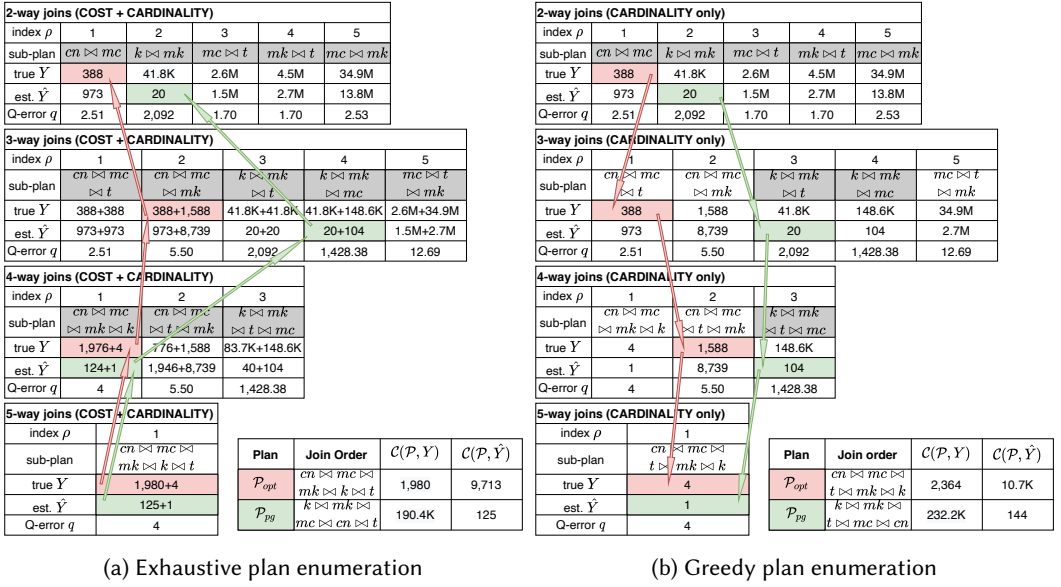 2-way joins (COST + CARDINALITY)
index ρ 1 2 3 4 5
sub-plan cn ⋈ mc k ⋈ mk mc ⋈ t mk ⋈ t mc ⋈ mk
true Y 388 41.8K 2.6M 4.5M 34.9M
est. Ŷ 973 20 1.5M 2.7M 13.8M
Q-error q 2.51 2,092 1.70 1.70 2.53
3-way joins (COST + CARDINALITY)
index ρ 1 2 3 4 5
cn ⋈ mc cn ⋈ mc k ⋈ mk k ⋈ mk mc ⋈ t
sub-plan
⋈ t ⋈ mk ⋈ t ⋈ mc ⋈ mk
true Y 388+388 388+1,588 41.8K+41.8K 41.8K+148.6K 2.6M+34.9M
est. Ŷ 973+973 973+8,739 20+20 20+104 1.5M+2.7M
Q-error q 2.51 5.50 2,092 1,428.38 12.69
4-way joins (COST + CARDINALITY)
index ρ 1 2 3
cn ⋈ mc cn ⋈ mc k ⋈ mk
sub-plan
⋈ mk ⋈ k ⋈ t ⋈ mk ⋈ t ⋈ mc
true Y 1,976+4 776+1,588 83.7K+148.6K
est. Ŷ 124+1 1,946+8,739 40+104
Q-error q 4 5.50 1,428.38
5-way joins (COST + CARDINALITY)
index ρ 1
cn ⋈ mc ⋈
sub-plan
mk ⋈ k ⋈ t
true Y 1,980+4
est. Ŷ 125+1
Q-error q 4
Plan Join Order C(P, Y) C(P, Ŷ)
cn ⋈ mc ⋈
P_opt 1,980 9,713
mk ⋈ k ⋈ t
k ⋈ mk ⋈
P_pg 190.4K 125
mc ⋈ cn ⋈ t
(a) Exhaustive plan enumeration
2-way joins (CARDINALITY only)
index ρ 1 2 3 4 5
sub-plan cn ⋈ mc k ⋈ mk mc ⋈ t mk ⋈ t mc ⋈ mk
true Y 388 41.8K 2.6M 4.5M 34.9M
est. Ŷ 973 20 1.5M 2.7M 13.8M
Q-error q 2.51 2,092 1.70 1.70 2.53
3-way joins (CARDINALITY only)
index ρ 1 2 3 4 5
cn ⋈ mc cn ⋈ mc k ⋈ mk k ⋈ mk mc ⋈ t
sub-plan
⋈ t ⋈ mk ⋈ t ⋈ mc ⋈ mk
true Y 388 1,588 41.8K 148.6K 34.9M
est. Ŷ 973 8,739 20 104 2.7M
Q-error q 2.51 5.50 2,092 1,428.38 12.69
4-way joins (CARDINALITY only)
index ρ 1 2 3
cn ⋈ mc cn ⋈ mc k ⋈ mk
sub-plan
⋈ mk ⋈ k ⋈ t ⋈ mk ⋈ t ⋈ mc
true Y 4 1,588 148.6K
est. Ŷ 1 8,739 104
Q-error q 4 5.50 1,428.38
5-way joins (CARDINALITY only)
index ρ 1
cn ⋈ mc ⋈
sub-plan
t ⋈ mk ⋈ k
true Y 4
est. Ŷ 1
Q-error q 4
Plan Join order C(P, Y) C(P, Ŷ)
cn ⋈ mc ⋈
P_opt 2,364 10.7K
t ⋈ mk ⋈ k
k ⋈ mk ⋈
P_pg 232.2K 144
t ⋈ mc ⋈ cn
(b) Greedy plan enumeration